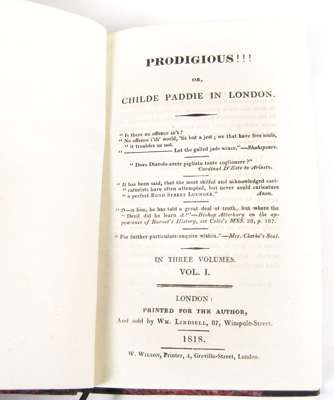 PRODIGIOUS!!!
OR,
CHILDE PADDIE IN LONDON.
"Is there no offence in't?
"No offence i'th' world, 'tis but a jest; we that have free souls,
it troubles us not.
Let the galled jade wince."—Shakspeare.
"Dove Diavolo avete pigliato tante coglionere?"
Cardinal D'Este to Ariosto.
"It has been said, that the most skilful and acknowledged cari-
"caturists have often attempted, but never could caricature
"a perfect BOND STREET LOUNGER." Anon.
"D—n him, he has told a great deal of truth, but where the
"Devil did he learn it?"—Bishop Atterbury on the ap-
pearance of Burnet's History, see Cole's MSS.
"For further particulars enquire within."—Mrs. Clarke's Seal.
IN THREE VOLUMES.
VOL. I.
LONDON:
PRINTED FOR THE AUTHOR,
And sold by WM. LINDSELL, 87, Wimpole-Street.
1818.
W. WILSON, Printer, 4, Greville-Street, London.